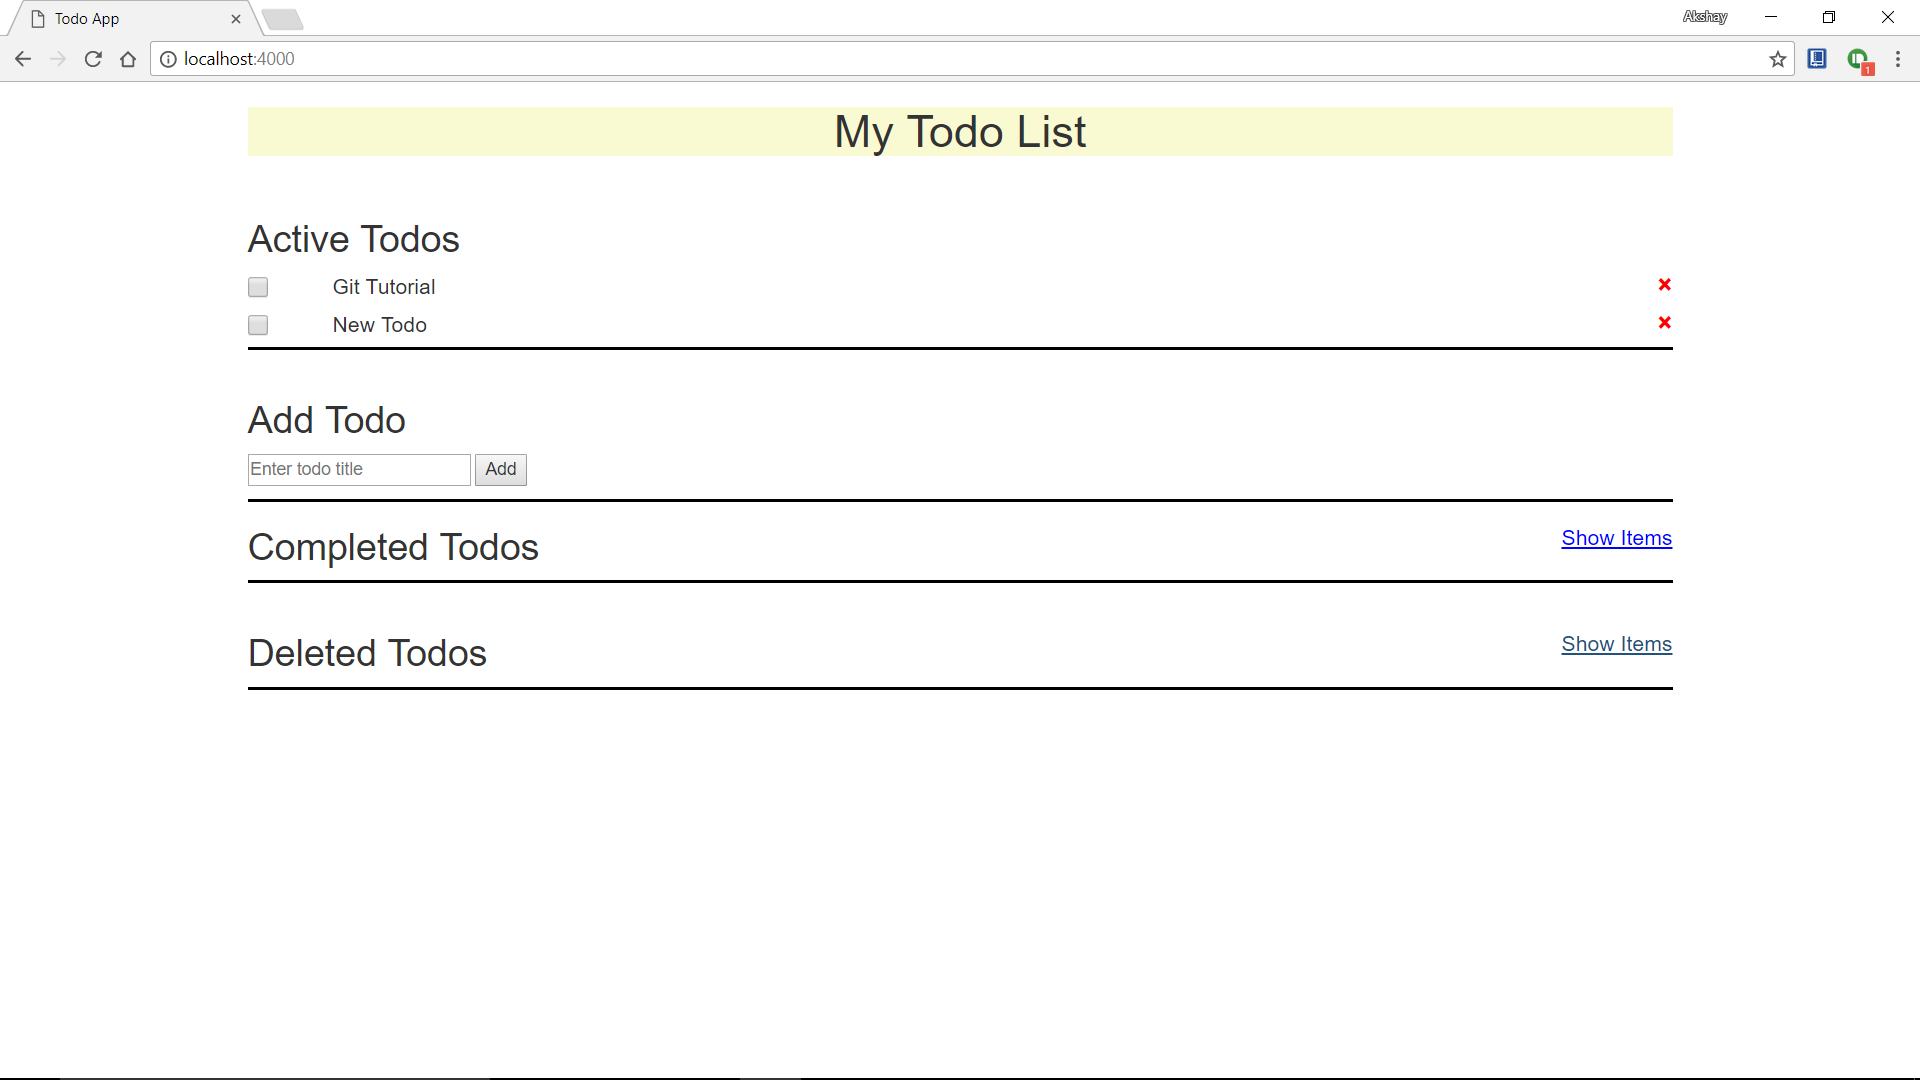 Todo App
Akshay
localhost:4000
1
My Todo List
Active Todos
Git Tutorial
New Todo
Add Todo
Enter todo title Add
Completed Todos Show Items
Deleted Todos Show Items